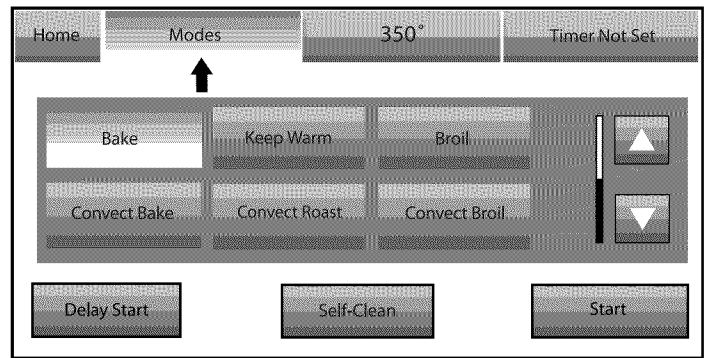 Home Modes 350° Timer Not Set
Bake Keep Warm Broil
Convect Bake Convect Roast Convect Broil
Delay Start Self-Clean Start